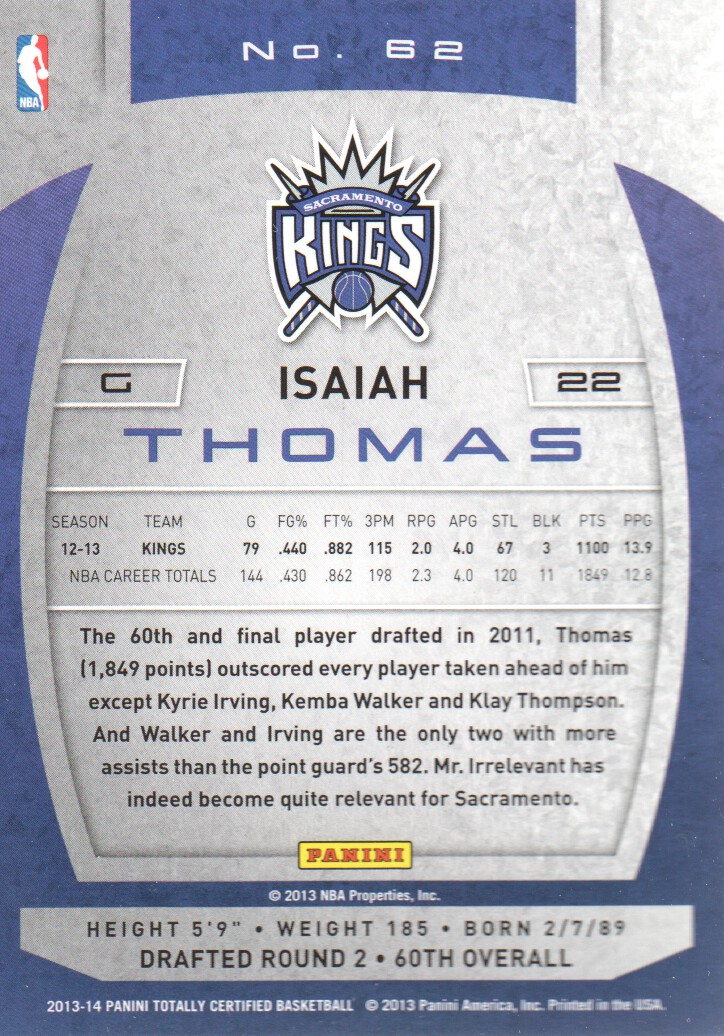 No. 62
NBA
SACRAMENTO
KINGS
G
ISAIAH
22
THOMAS
SEASON TEAM G FG% FT% 3PM RPG APG STL BLK PTS PPG
12-13 KINGS 79 .440 .882 115 2.0 4.0 67 3 1100 13.9
NBA CAREER TOTALS 144 .430 .862 198 2.3 4.0 120 11 1849 12.8
The 60th and final player drafted in 2011, Thomas
(1,849 points) outscored every player taken ahead of him
except Kyrie Irving, Kemba Walker and Klay Thompson.
And Walker and Irving are the only two with more
assists than the point guard's 582. Mr. Irrelevant has
indeed become quite relevant for Sacramento.
PANINI
© 2013 NBA Properties, Inc.
HEIGHT 5'9" • WEIGHT 185 • BORN 2/7/89
DRAFTED ROUND 2 • 60TH OVERALL
2013-14 PANINI TOTALLY CERTIFIED BASKETBALL © 2013 Panini America, Inc. Printed in the USA.